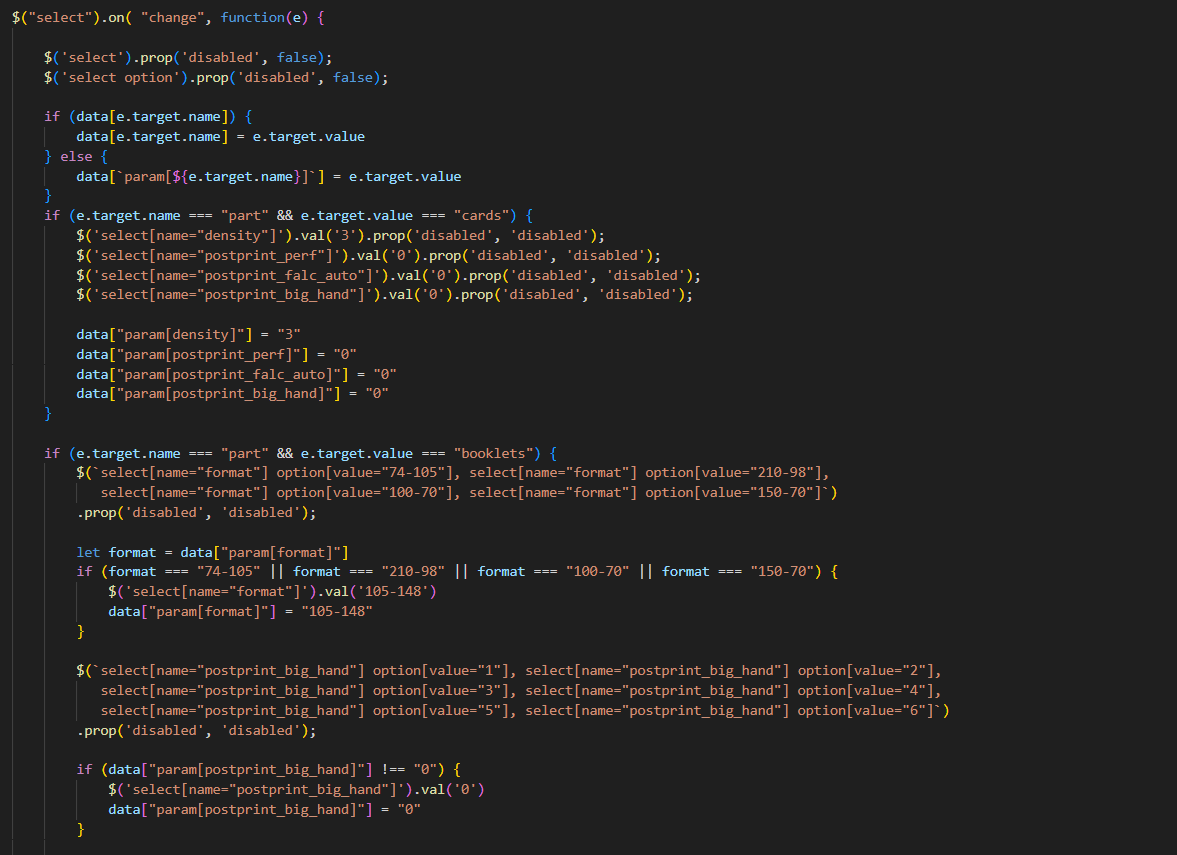 $("select").on( "change", function(e) {
$('select').prop('disabled', false);
$('select option').prop('disabled', false);
if (data[e.target.name]) {
data[e.target.name] = e.target.value
} else {
data[`param[${e.target.name}]`] = e.target.value
}
if (e.target.name === "part" && e.target.value === "cards") {
$('select[name="density"]').val('3').prop('disabled', 'disabled');
$('select[name="postprint_perf"]').val('0').prop('disabled', 'disabled');
$('select[name="postprint_falc_auto"]').val('0').prop('disabled', 'disabled');
$('select[name="postprint_big_hand"]').val('0').prop('disabled', 'disabled');
data["param[density]"] = "3"
data["param[postprint_perf]"] = "0"
data["param[postprint_falc_auto]"] = "0"
data["param[postprint_big_hand]"] = "0"
}
if (e.target.name === "part" && e.target.value === "booklets") {
$(`select[name="format"] option[value="74-105"], select[name="format"] option[value="210-98"],
select[name="format"] option[value="100-70"], select[name="format"] option[value="150-70"]`)
.prop('disabled', 'disabled');
let format = data["param[format]"]
if (format === "74-105" || format === "210-98" || format === "100-70" || format === "150-70") {
$('select[name="format"]').val('105-148')
data["param[format]"] = "105-148"
}
$(`select[name="postprint_big_hand"] option[value="1"], select[name="postprint_big_hand"] option[value="2"],
select[name="postprint_big_hand"] option[value="3"], select[name="postprint_big_hand"] option[value="4"],
select[name="postprint_big_hand"] option[value="5"], select[name="postprint_big_hand"] option[value="6"]`)
.prop('disabled', 'disabled');
if (data["param[postprint_big_hand]"] !== "0") {
$('select[name="postprint_big_hand"]').val('0')
data["param[postprint_big_hand]"] = "0"
}